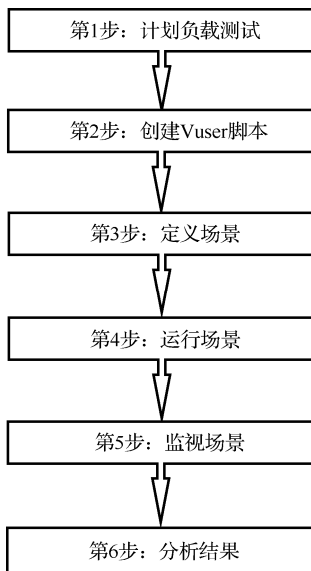 第1步：计划负载测试
第2步：创建Vuser脚本
第3步：定义场景
第4步：运行场景
第5步：监视场景
第6步：分析结果